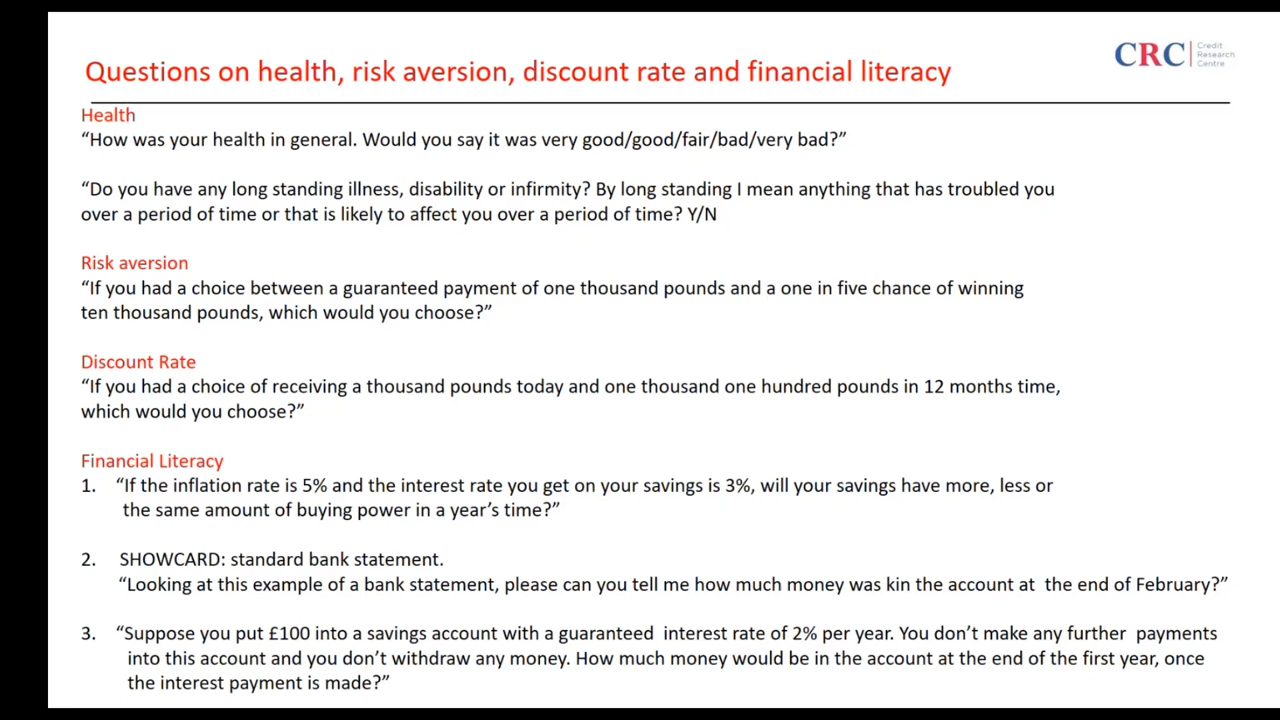 CRC Credit Research Centre
Questions on health, risk aversion, discount rate and financial literacy
Health
“How was your health in general. Would you say it was very good/good/fair/bad/very bad?”
“Do you have any long standing illness, disability or infirmity? By long standing I mean anything that has troubled you
over a period of time or that is likely to affect you over a period of time? Y/N
Risk aversion
“If you had a choice between a guaranteed payment of one thousand pounds and a one in five chance of winning
ten thousand pounds, which would you choose?”
Discount Rate
“If you had a choice of receiving a thousand pounds today and one thousand one hundred pounds in 12 months time,
which would you choose?”
Financial Literacy
1. “If the inflation rate is 5% and the interest rate you get on your savings is 3%, will your savings have more, less or
the same amount of buying power in a year’s time?”
2. SHOWCARD: standard bank statement.
“Looking at this example of a bank statement, please can you tell me how much money was kin the account at the end of February?”
3. “Suppose you put £100 into a savings account with a guaranteed interest rate of 2% per year. You don’t make any further payments
into this account and you don’t withdraw any money. How much money would be in the account at the end of the first year, once
the interest payment is made?”